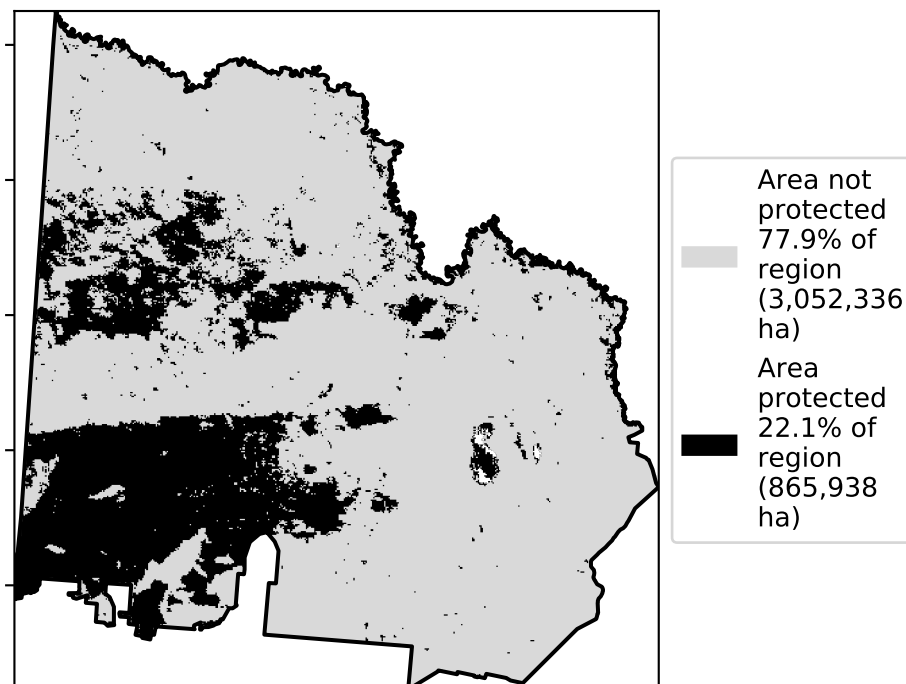 Area not
protected
77.9% of
region
(3,052,336
ha)
Area
protected
22.1% of
region
(865,938
ha)